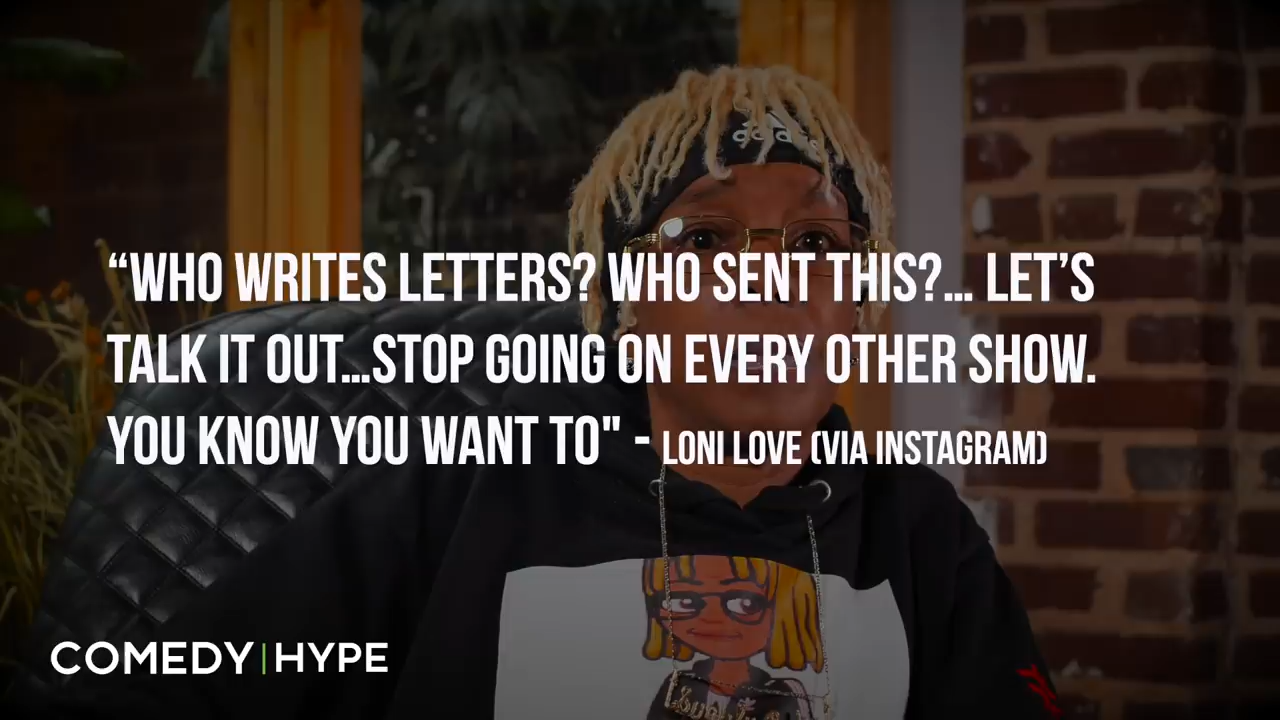 adidas
“WHO WRITES LETTERS? WHO SENT THIS?... LET’S
TALK IT OUT...STOP GOING ON EVERY OTHER SHOW.
YOU KNOW YOU WANT TO" - LONI LOVE (VIA INSTAGRAM)
COMEDY|HYPE